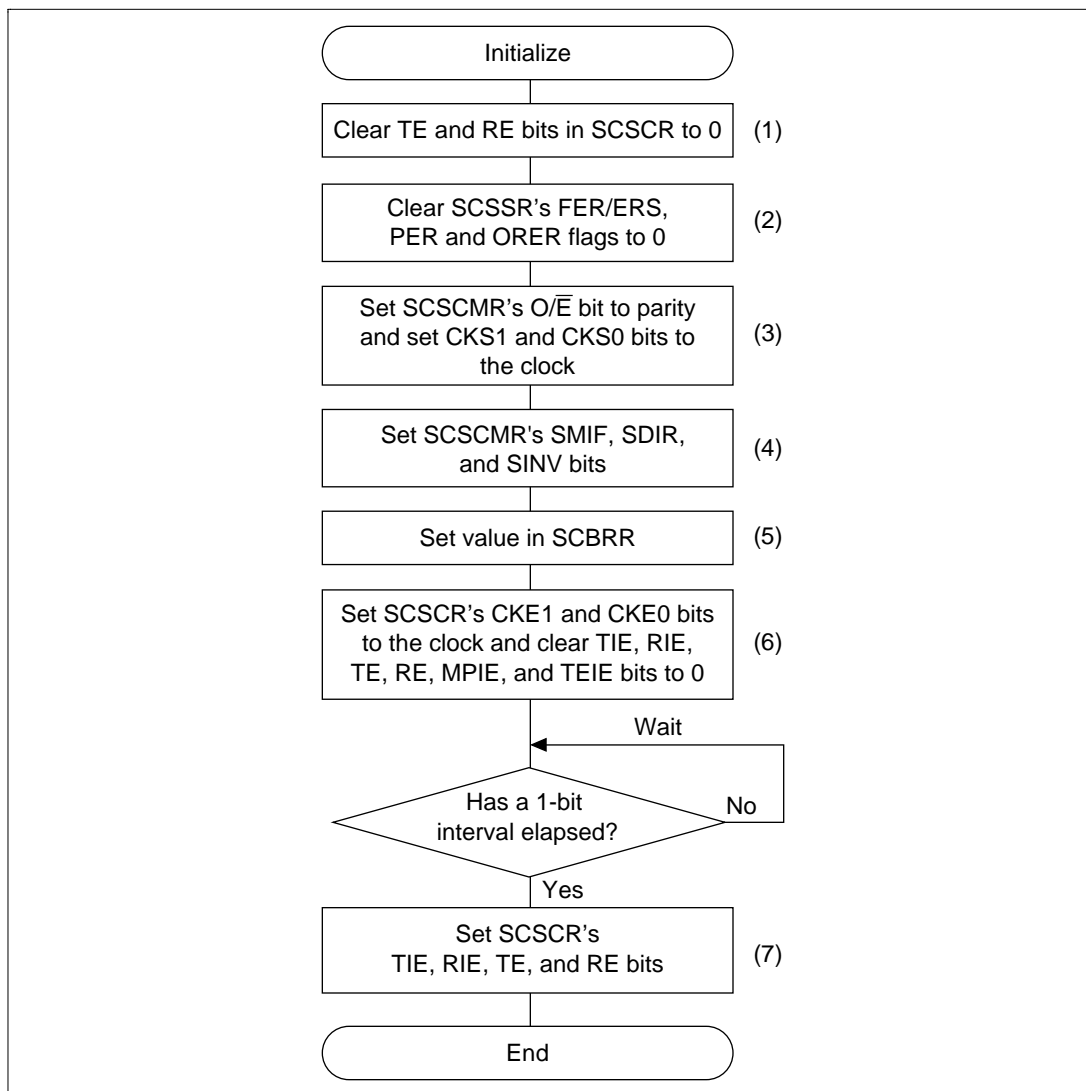 Initialize
Clear TE and RE bits in SCSCR to 0
(1)
Clear SCSSR’s FER/ERS,
PER and ORER flags to 0
(2)
Set SCSCMR’s O/E̅ bit to parity
and set CKS1 and CKS0 bits to
the clock
(3)
Set SCSCMR's SMIF, SDIR,
and SINV bits
(4)
Set value in SCBRR
(5)
Set SCSCR’s CKE1 and CKE0 bits
to the clock and clear TIE, RIE,
TE, RE, MPIE, and TEIE bits to 0
(6)
Wait
Has a 1-bit
interval elapsed?
No
Yes
Set SCSCR’s
TIE, RIE, TE, and RE bits
(7)
End